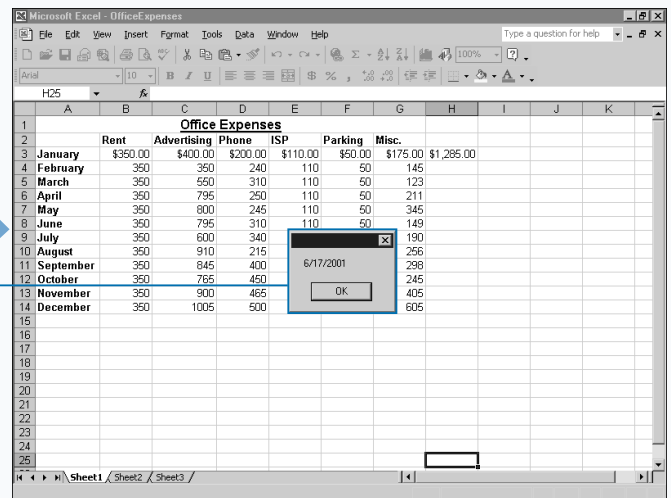 Microsoft Excel - OfficeExpenses
File Edit View Insert Format Tools Data Window Help Type a question for help
100%
Arial 10 B I U $ % ,
H25 fx
A B C D E F G H I J K
1 Office Expenses
2 Rent Advertising Phone ISP Parking Misc.
3 January $350.00 $400.00 $200.00 $110.00 $50.00 $175.00 $1,285.00
4 February 350 350 240 110 50 145
5 March 350 550 310 110 50 123
6 April 350 795 250 110 50 211
7 May 350 800 245 110 50 345
8 June 350 795 310 110 50 149
9 July 350 600 340 190
10 August 350 910 215 256
11 September 350 845 400 298
12 October 350 765 450 245
13 November 350 900 465 405
14 December 350 1005 500 605
6/17/2001
OK
15
16
17
18
19
20
21
22
23
24
25
Sheet1 Sheet2 Sheet3